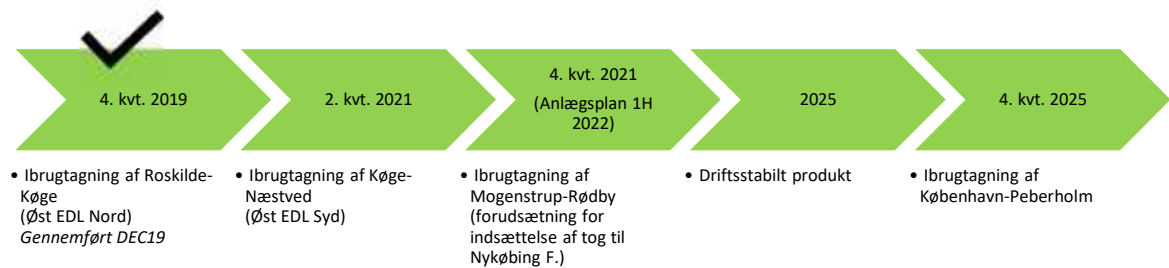 4. kvt. 2019
2. kvt. 2021
4. kvt. 2021
(Anlægsplan 1H
2022)
2025
4. kvt. 2025
• Ibrugtagning af Roskilde-
Køge
(Øst EDL Nord)
Gennemført DEC19
• Ibrugtagning af Køge-
Næstved
(Øst EDL Syd)
• Ibrugtagning af
Mogenstrup-Rødby
(forudsætning for
indsættelse af tog til
Nykøbing F.)
• Driftsstabilt produkt
• Ibrugtagning af
København-Peberholm